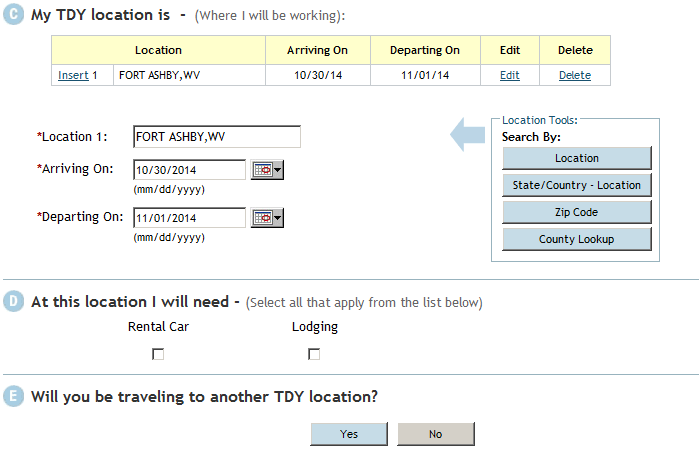 C My TDY location is - (Where I will be working):
Location Arriving On Departing On Edit Delete
Insert 1 FORT ASHBY,WV 10/30/14 11/01/14 Edit Delete
*Location 1: FORT ASHBY,WV
*Arriving On: 10/30/2014
(mm/dd/yyyy)
*Departing On: 11/01/2014
(mm/dd/yyyy)
Location Tools:
Search By:
Location
State/Country - Location
Zip Code
County Lookup
D At this location I will need - (Select all that apply from the list below)
Rental Car Lodging
E Will you be traveling to another TDY location?
Yes No